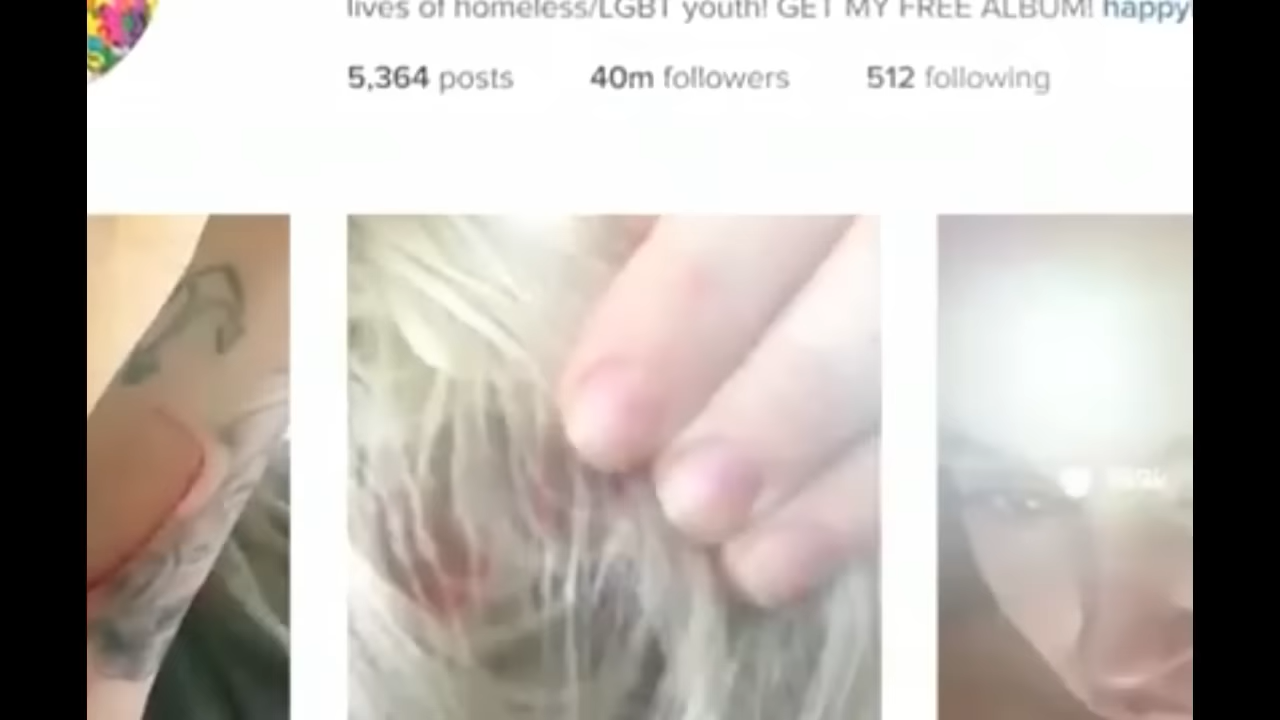 lives of homeless/LGBT youth! GET MY FREE ALBUM! happy
5,364 posts 40m followers 512 following